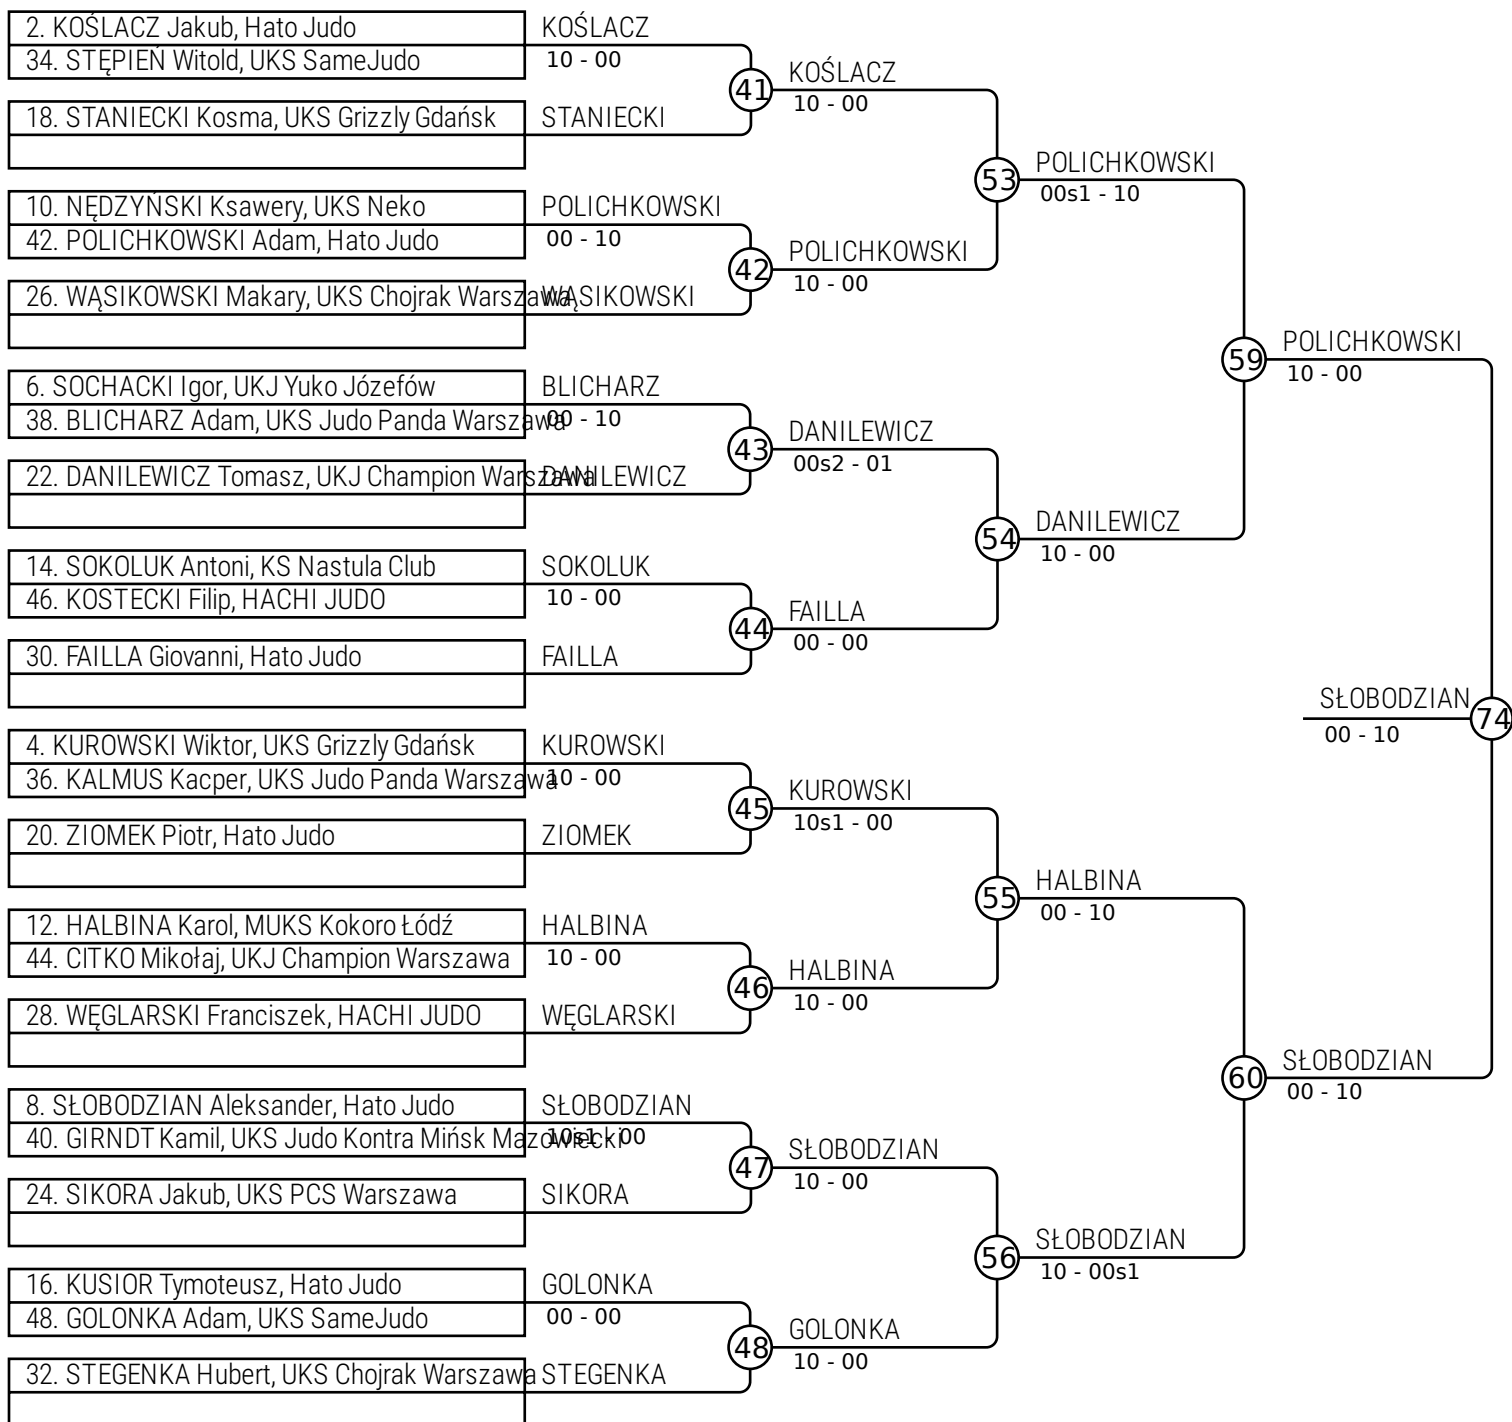 2. KOŚLACZ Jakub, Hato Judo
34. STĘPIEŃ Witold, UKS SameJudo
KOŚLACZ
10 - 00
18. STANIECKI Kosma, UKS Grizzly Gdańsk
STANIECKI
41
KOŚLACZ
10 - 00
10. NĘDZYŃSKI Ksawery, UKS Neko
42. POLICHKOWSKI Adam, Hato Judo
POLICHKOWSKI
00 - 10
26. WĄSIKOWSKI Makary, UKS Chojrak Warszawa
WĄSIKOWSKI
42
POLICHKOWSKI
10 - 00
53
POLICHKOWSKI
00s1 - 10
6. SOCHACKI Igor, UKJ Yuko Józefów
38. BLICHARZ Adam, UKS Judo Panda Warszawa
BLICHARZ
00 - 10
22. DANILEWICZ Tomasz, UKJ Champion Warszawa
DANILEWICZ
43
DANILEWICZ
00s2 - 01
14. SOKOLUK Antoni, KS Nastula Club
46. KOSTECKI Filip, HACHI JUDO
SOKOLUK
10 - 00
30. FAILLA Giovanni, Hato Judo
FAILLA
44
FAILLA
00 - 00
54
DANILEWICZ
10 - 00
59
POLICHKOWSKI
10 - 00
4. KUROWSKI Wiktor, UKS Grizzly Gdańsk
36. KALMUS Kacper, UKS Judo Panda Warszawa
KUROWSKI
10 - 00
20. ZIOMEK Piotr, Hato Judo
ZIOMEK
45
KUROWSKI
10s1 - 00
12. HALBINA Karol, MUKS Kokoro Łódź
44. CITKO Mikołaj, UKJ Champion Warszawa
HALBINA
10 - 00
28. WĘGLARSKI Franciszek, HACHI JUDO
WĘGLARSKI
46
HALBINA
10 - 00
55
HALBINA
00 - 10
8. SŁOBODZIAN Aleksander, Hato Judo
40. GIRNDT Kamil, UKS Judo Kontra Mińsk Mazowiecki
SŁOBODZIAN
10s1 - 00
24. SIKORA Jakub, UKS PCS Warszawa
SIKORA
47
SŁOBODZIAN
10 - 00
16. KUSIOR Tymoteusz, Hato Judo
48. GOLONKA Adam, UKS SameJudo
GOLONKA
00 - 00
32. STEGENKA Hubert, UKS Chojrak Warszawa
STEGENKA
48
GOLONKA
10 - 00
56
SŁOBODZIAN
10 - 00s1
60
SŁOBODZIAN
00 - 10
SŁOBODZIAN
00 - 10
74